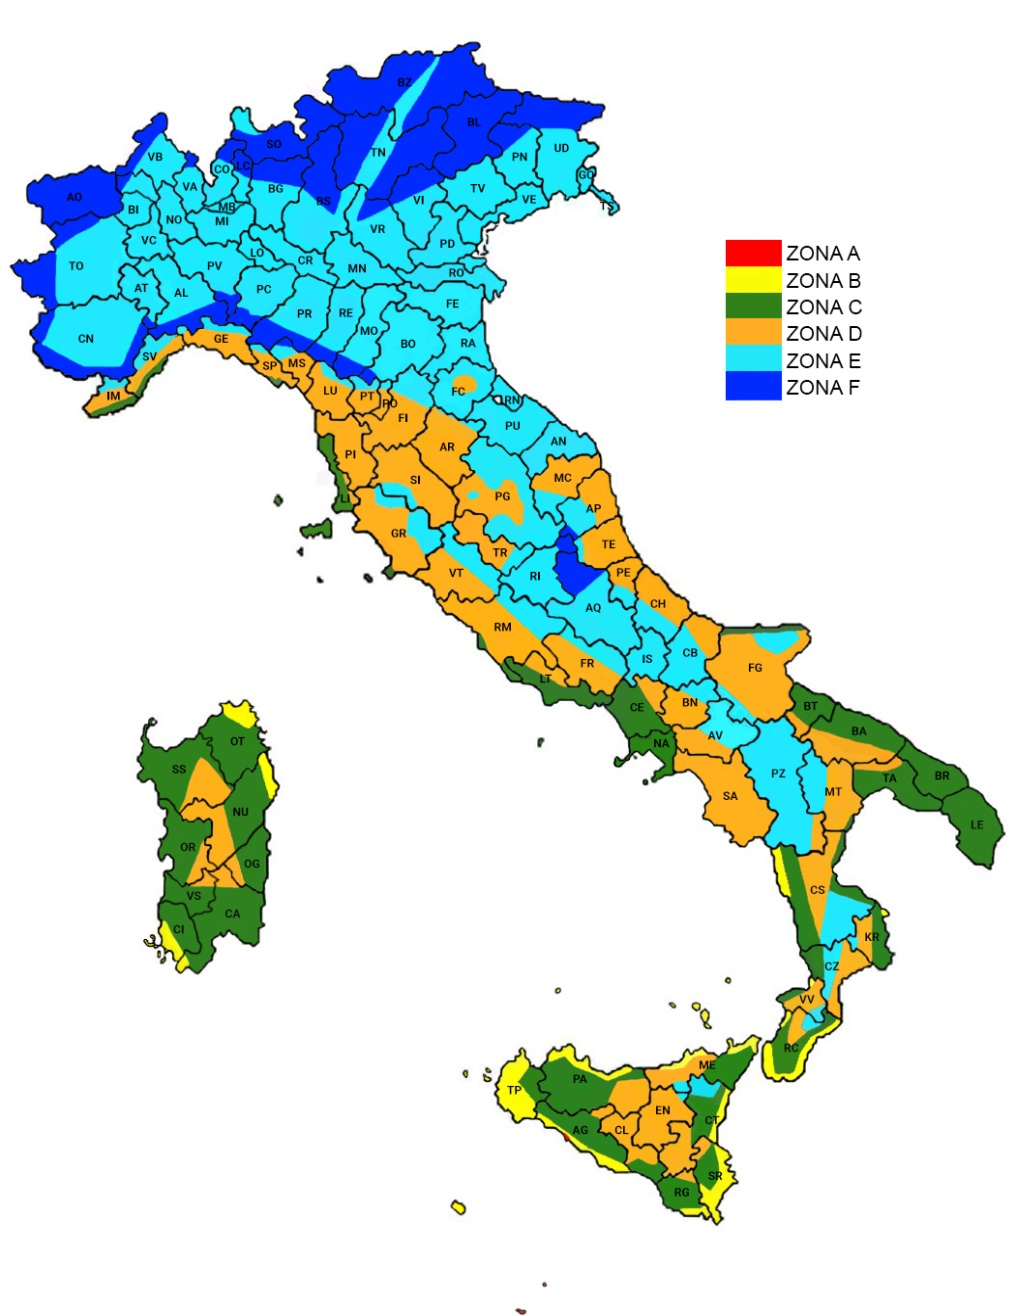 BZ
BL
SO
TN
UD
PN
VB
LC
CO
GO
VA
BG
TV
AO
BS
VI
VE
TS
BI
MB
NO
MI
VR
VC
PD
LO
CR
ZONA A
TO
PV
MN
RO
ZONA B
AT
AL
PC
FE
ZONA C
PR
RE
MO
ZONA D
CN
GE
BO
RA
SV
ZONA E
SP
MS
ZONA F
IM
LU
PT
PO
FC
RN
FI
PU
AN
AR
PI
SI
MC
LI
PG
AP
GR
TE
TR
VT
RI
PE
AQ
CH
RM
FR
IS
CB
FG
LT
CE
BN
BT
AV
BA
NA
OT
SS
PZ
TA
BR
SA
MT
NU
LE
OR
OG
CS
VS
CA
CI
KR
CZ
VV
RC
ME
PA
TP
EN
CT
AG
CL
SR
RG